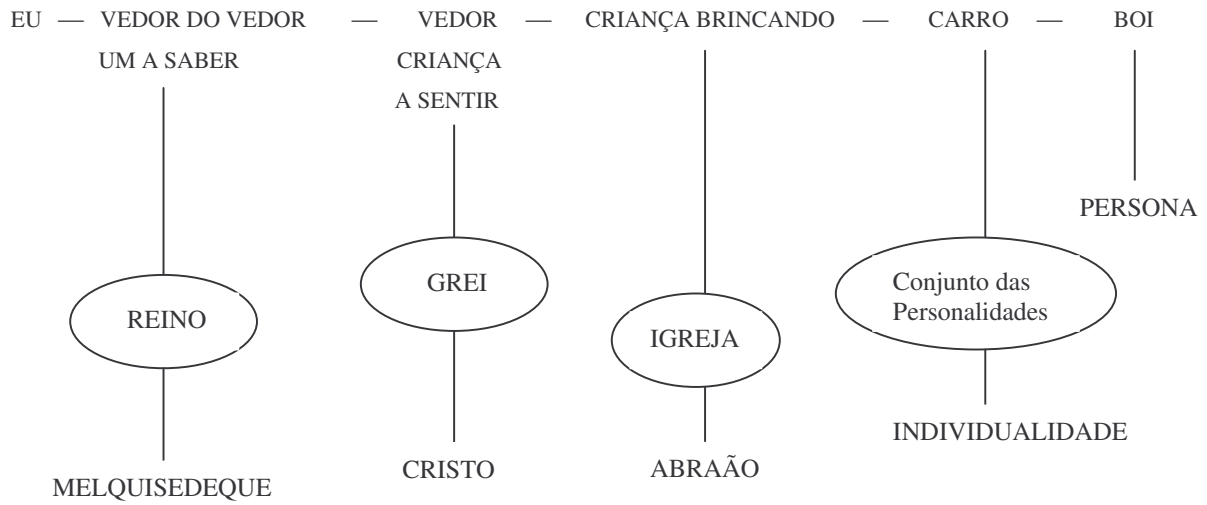 EU — VEDOR DO VEDOR — VEDOR — CRIANÇA BRINCANDO — CARRO — BOI
UM A SABER
CRIANÇA
A SENTIR
PERSONA
REINO
GREI
IGREJA
Conjunto das
Personalidades
INDIVIDUALIDADE
MELQUISEDEQUE
CRISTO
ABRAÃO